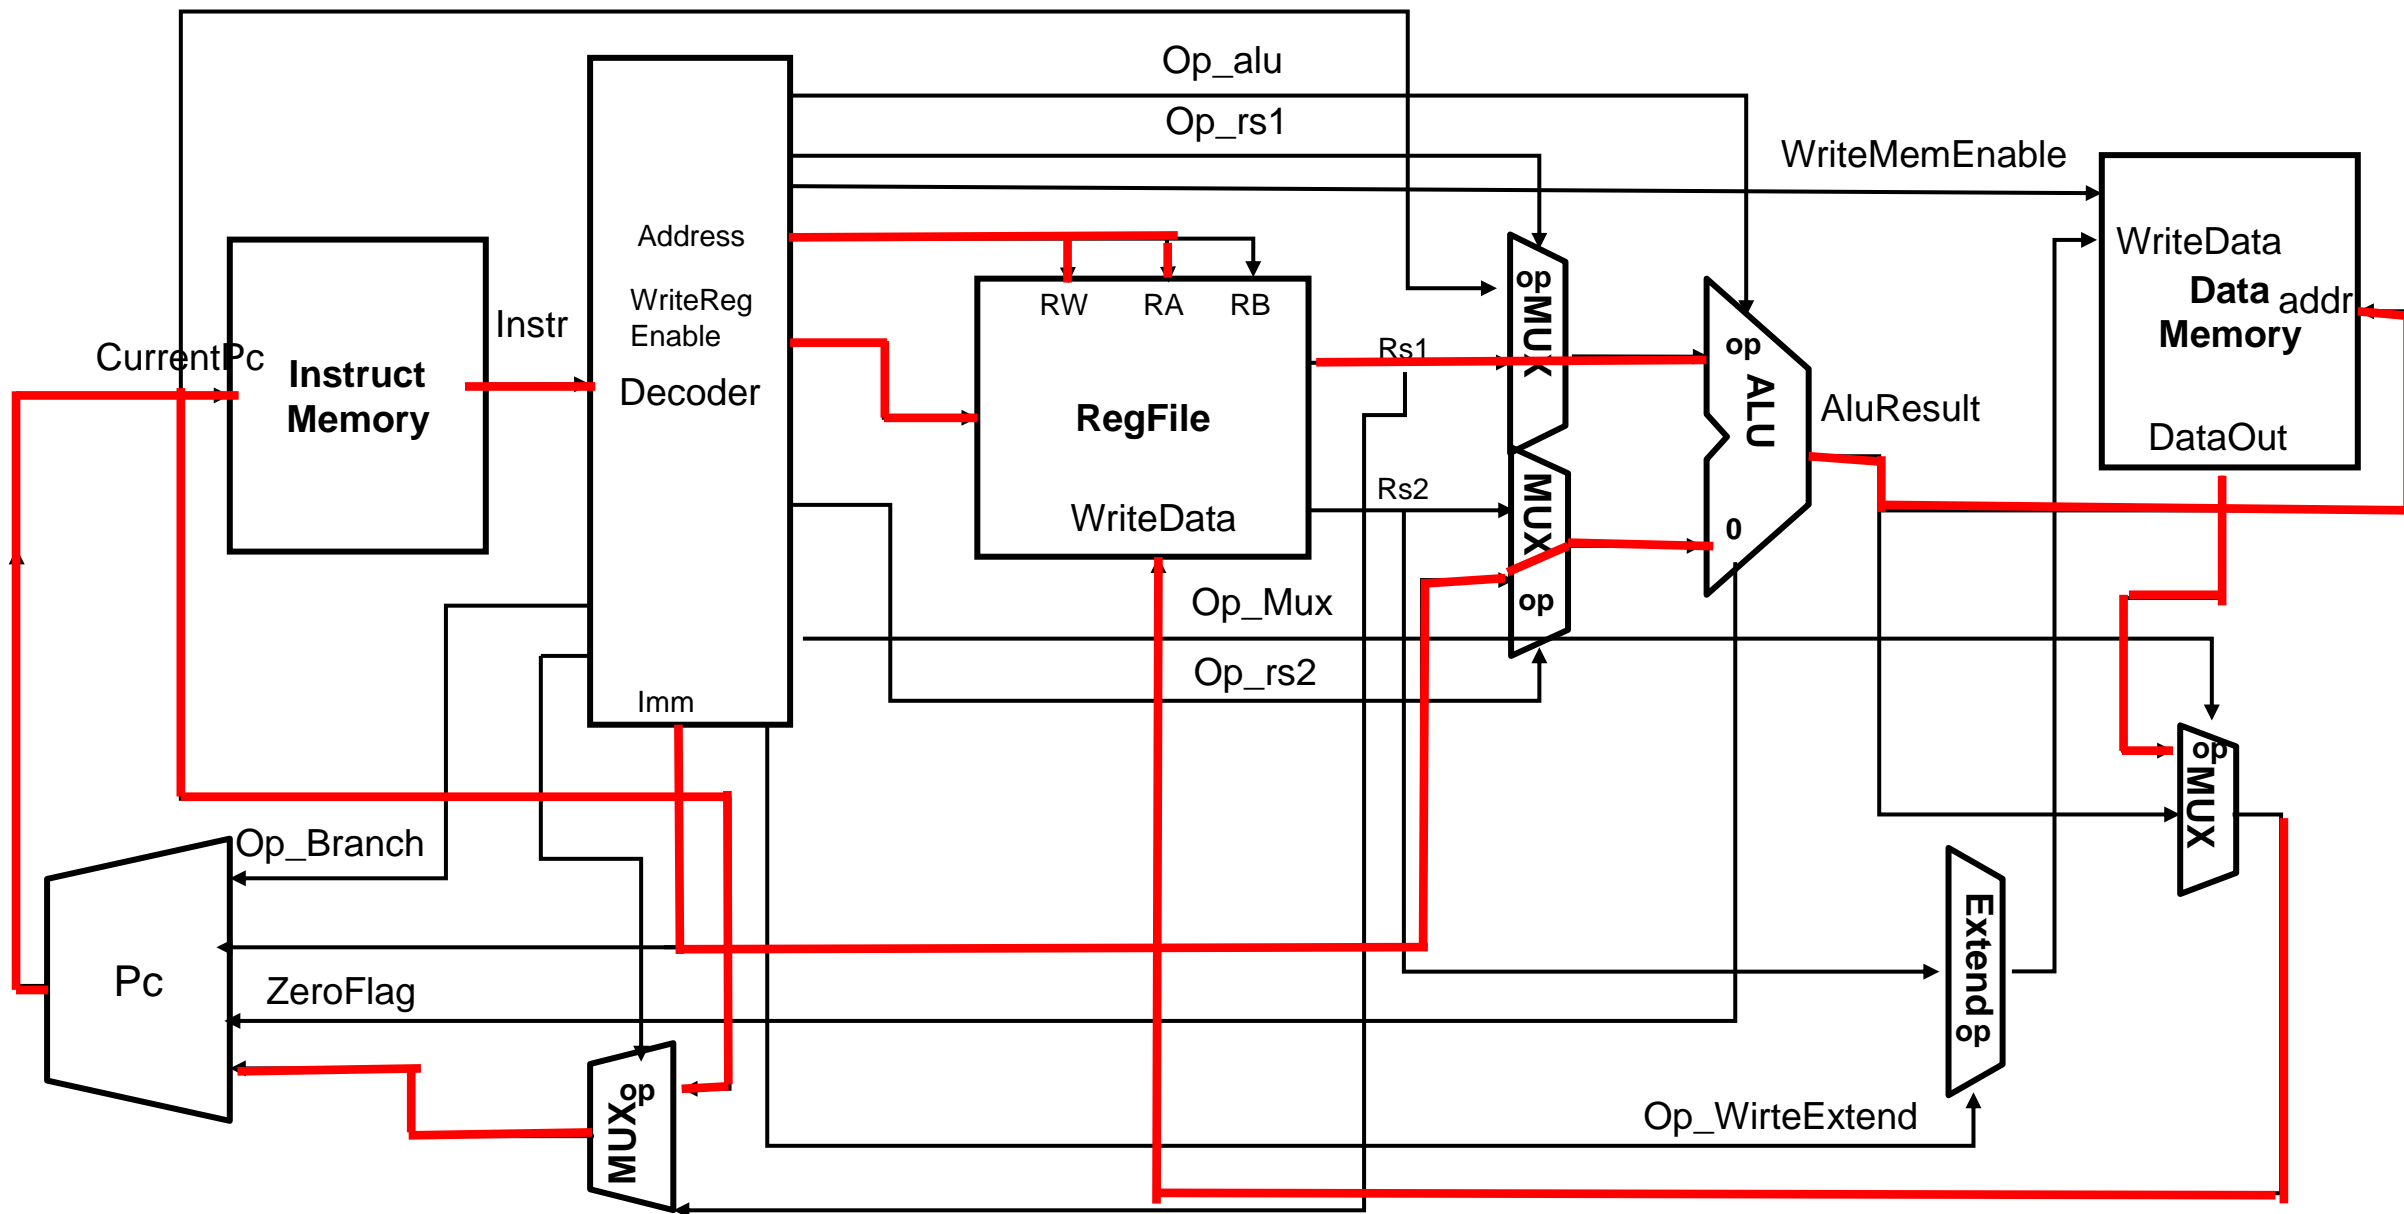 Op_alu
Op_rs1
WriteMemEnable
Address
WriteReg
Enable
Decoder
Imm
Instr
CurrentPc
Instruct
Memory
RW
RA
RB
RegFile
WriteData
Rs1
Rs2
op
MUX
MUX
op
op
ALU
0
AluResult
WriteData
Data
Memory
addr
DataOut
Op_Mux
Op_rs2
op
MUX
Op_Branch
Pc
ZeroFlag
op
MUX
Extend
op
Op_WirteExtend